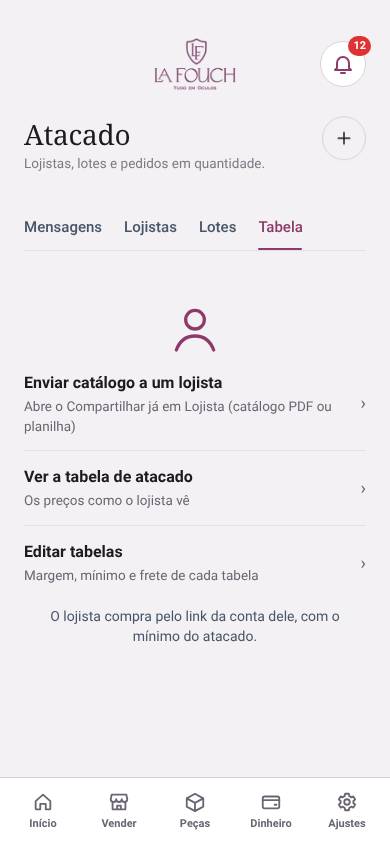 LF
LA FOUCH
Tudo em Óculos
12
Atacado
Lojistas, lotes e pedidos em quantidade.
Mensagens Lojistas Lotes Tabela
Enviar catálogo a um lojista
Abre o Compartilhar já em Lojista (catálogo PDF ou
planilha)
Ver a tabela de atacado
Os preços como o lojista vê
Editar tabelas
Margem, mínimo e frete de cada tabela
O lojista compra pelo link da conta dele, com o
mínimo do atacado.
Início Vender Peças Dinheiro Ajustes